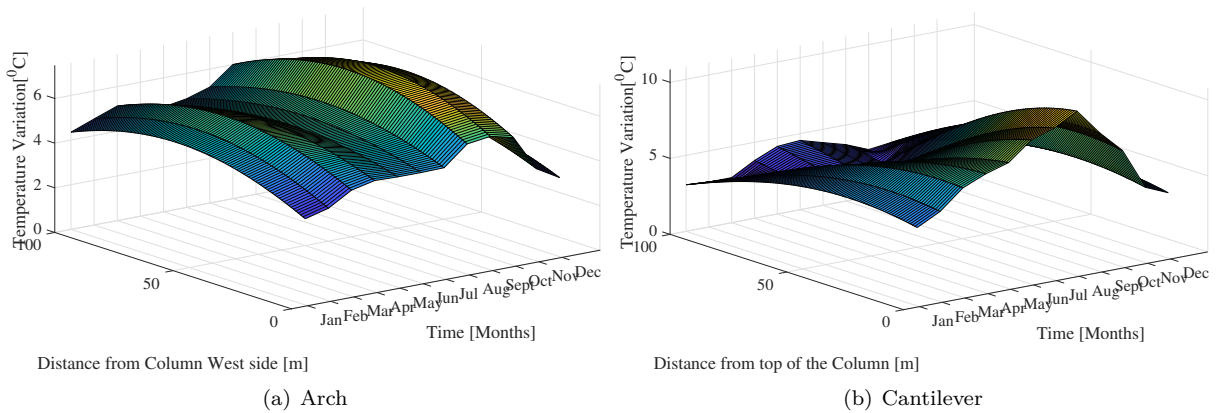 Temperature Variation[⁰C]
6
4
2
0
100
50
0
Jan Feb Mar Apr May Jun Jul Aug Sept Oct Nov Dec
Time [Months]
Distance from Column West side [m]
(a) Arch
Temperature Variation[⁰C]
10
5
0
100
50
0
Jan Feb Mar Apr May Jun Jul Aug Sept Oct Nov Dec
Time [Months]
Distance from top of the Column [m]
(b) Cantilever